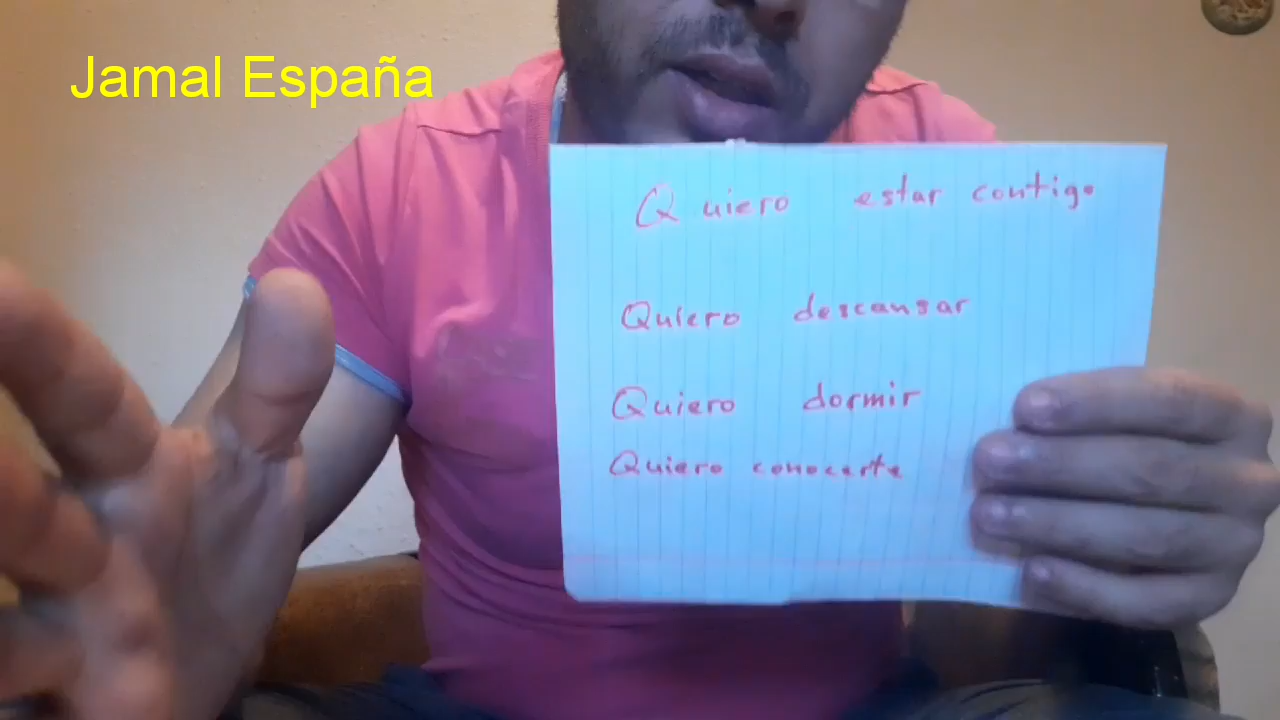 Jamal España
Quiero estar contigo
Quiero descansar
Quiero dormir
Quiero conocerte